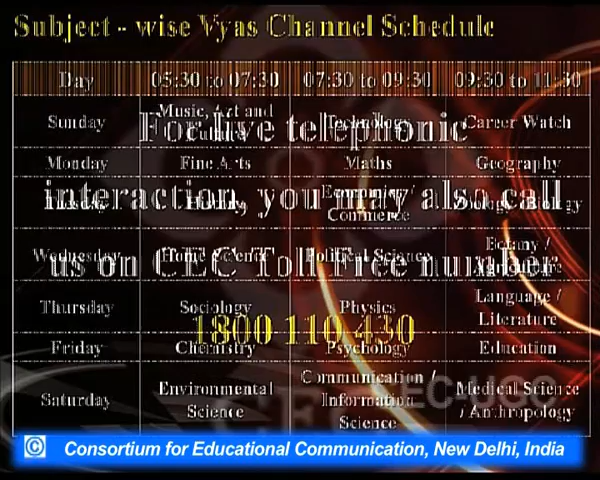 Subject - wise Vyas Channel Schedule
Day 05:30 to 07:30 07:30 to 09:30 09:30 to 11:30
Sunday Music, Art and Technology Career Watch
For live telephonic
Monday Fine Arts Maths Geography
interaction, you may also call
Commerce
Wednesday Home Science Political Science Botany /
us on CEC Toll Free number
Thursday Sociology Physics Language / Literature
1800 110 430
Friday Chemistry Psychology Education
Saturday Environmental Science Communication / Information Science Medical Science / Anthropology
© Consortium for Educational Communication, New Delhi, India